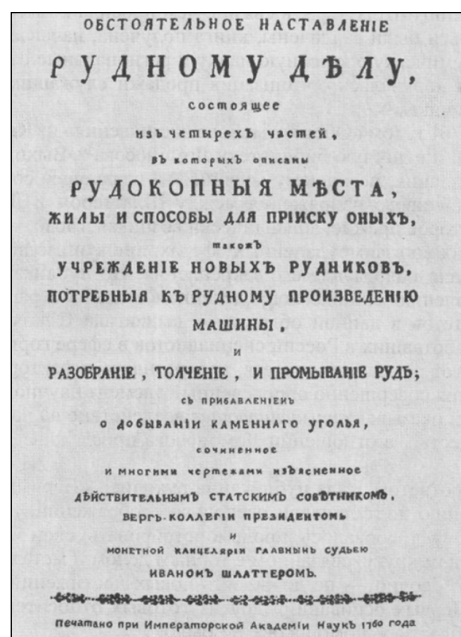 ОБСТОЯТЕЛЬНОЕ НАСТАВЛЕНІЕ
РУДНОМУ ДѢЛУ,
состоящее
изъ четырехъ частей,
въ которыхъ описаны
РУДОКОПНЫЯ МѢСТА,
ЖИЛЫ И СПОСОБЫ ДЛЯ ПРІИСКУ ОНЫХЪ,
такожъ
УЧРЕЖДЕНІЕ НОВЫХЪ РУДНИКОВЪ,
ПОТРЕБНЫЯ КЪ РУДНОМУ ПРОИЗВЕДЕНІЮ
МАШИНЫ,
И
РАЗОБРАНІЕ, ТОЛЧЕНІЕ, И ПРОМЫВАНІЕ РУДЪ;
съ прибавленіемъ
О ДОБЫВАНІИ КАМЕННАГО УГОЛЬЯ,
сочиненное
и многими чертежами изъясненное
ДѢЙСТВИТЕЛЬНЫМЪ СТАТСКИМЪ СОВѢТНИКОМЪ,
БЕРГЪ-КОЛЛЕГІИ ПРЕЗИДЕНТОМЪ,
И
МОНЕТНОЙ КАНЦЕЛЯРІИ ГЛАВНЫМЪ СУДЬЕЮ
ИВАНОМЪ ШЛАТТЕРОМЪ.
Печатано при Императорской Академіи Наукъ 1760 года